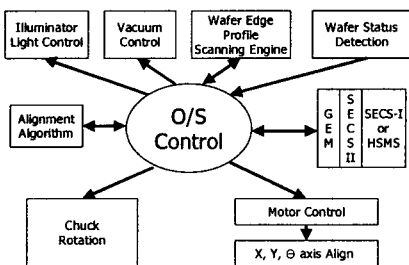 Illuminator
Light Control
Vacuum
Control
Wafer Edge
Profile
Scanning Engine
Wafer Status
Detection
Alignment
Algorithm
O/S
Control
G
E
M
S
E
C
S
II
SECS-I
or
HSMS
Chuck
Rotation
Motor Control
X, Y, Θ axis Align